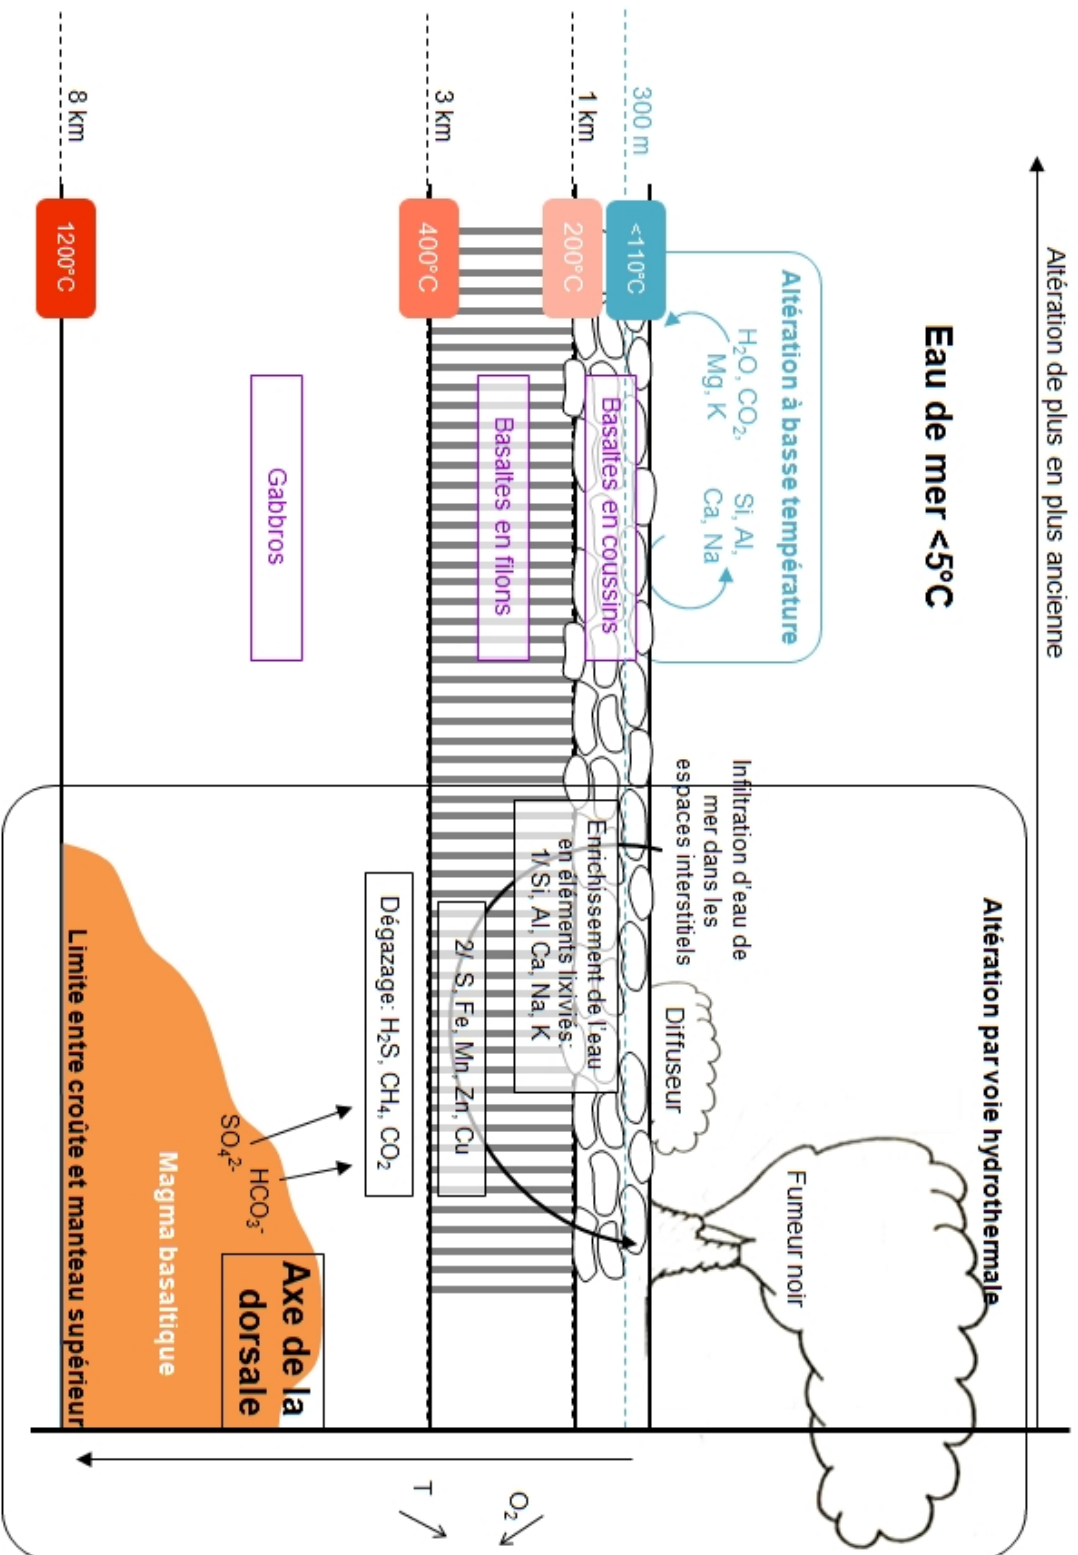 Altération de plus en plus ancienne
Eau de mer <5°C
Altération à basse température
H₂O, CO₂,
Mg, K
Si, Al,
Ca, Na
300 m
1 km
3 km
8 km
<110°C
200°C
400°C
1200°C
Basaltes en coussins
Basaltes en filons
Gabbros
Altération par voie hydrothermale
Infiltration d'eau de
mer dans les
espaces interstitiels
Diffuseur
Fumeur noir
Enrichissement de l'eau
en éléments lixiviés:
1/ Si, Al, Ca, Na, K
2/ S, Fe, Mn, Zn, Cu
Dégazage: H₂S, CH₄, CO₂
SO₄²⁻
HCO₃⁻
Axe de la
dorsale
Magma basaltique
Limite entre croûte et manteau supérieur
O₂
T